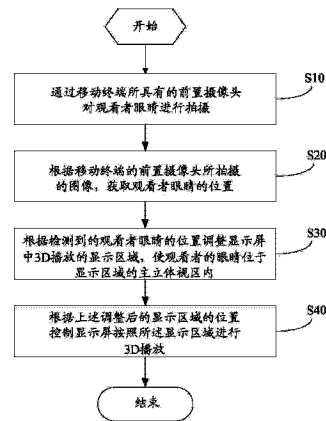 开始
S10
通过移动终端所具有的前置摄像头
对观看者眼睛进行拍摄
S20
根据移动终端的前置摄像头所拍摄
的图像，获取观看者眼睛的位置
S30
根据检测到的观看者眼睛的位置调整显示屏
中3D播放的显示区域，使观看者的眼睛位于
显示区域的主立体视区内
S40
根据上述调整后的显示区域的位置
控制显示屏按照所述显示区域进行
3D播放
结束